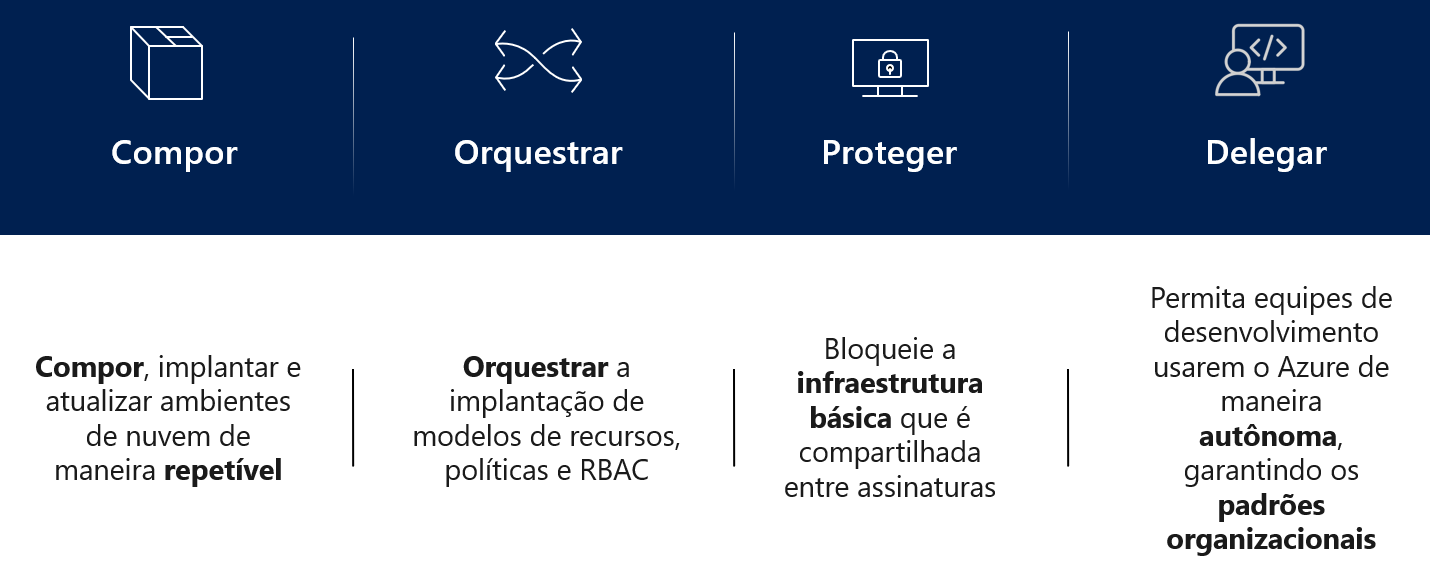 Compor
Orquestrar
Proteger
Delegar
Compor, implantar e
atualizar ambientes
de nuvem de
maneira repetível
Orquestrar a
implantação de
modelos de recursos,
políticas e RBAC
Bloqueie a
infraestrutura
básica que é
compartilhada
entre assinaturas
Permita equipes de
desenvolvimento
usarem o Azure de
maneira
autônoma,
garantindo os
padrões
organizacionais